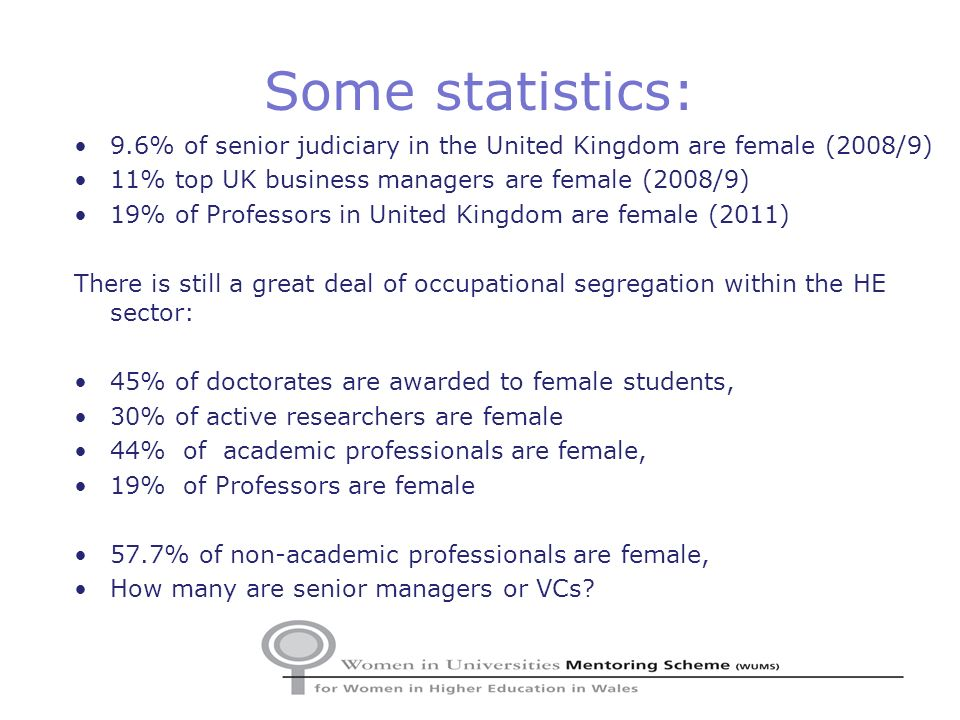 Some statistics:
• 9.6% of senior judiciary in the United Kingdom are female (2008/9)
• 11% top UK business managers are female (2008/9)
• 19% of Professors in United Kingdom are female (2011)
There is still a great deal of occupational segregation within the HE
sector:
• 45% of doctorates are awarded to female students,
• 30% of active researchers are female
• 44% of academic professionals are female,
• 19% of Professors are female
• 57.7% of non-academic professionals are female,
• How many are senior managers or VCs?
Women in Universities Mentoring Scheme (WUMS)
for Women in Higher Education in Wales